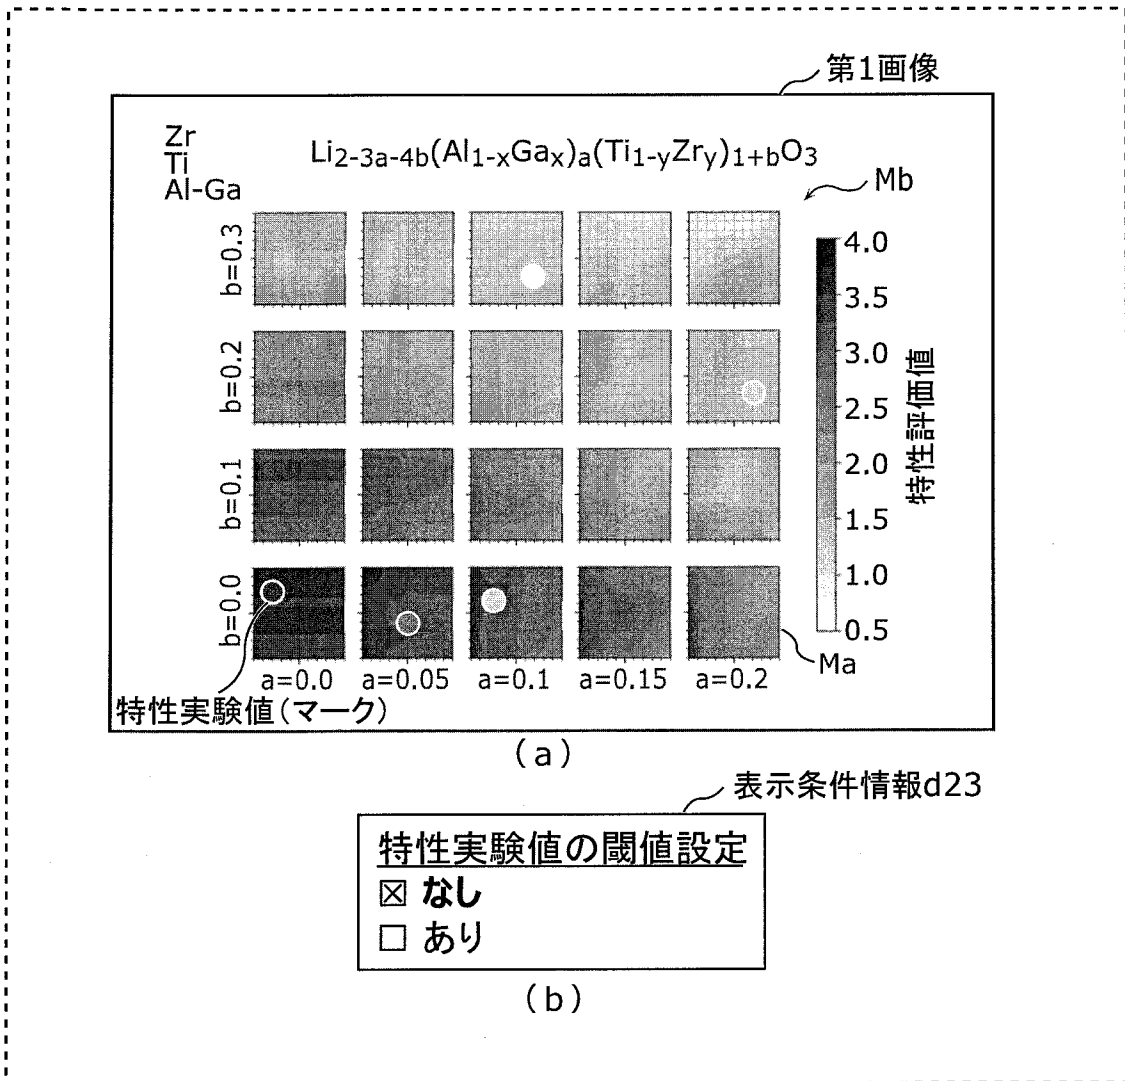 第1画像
Zr
Ti
Al-Ga
Li2-3a-4b(Al1-xGax)a(Ti1-yZry)1+bO3
Mb
b=0.3
b=0.2
b=0.1
b=0.0
4.0
3.5
3.0
2.5
2.0
1.5
1.0
0.5
特性評価値
Ma
a=0.0 a=0.05 a=0.1 a=0.15 a=0.2
特性実験値(マーク)
(a)
表示条件情報d23
特性実験値の閾値設定
☒ なし
☐ あり
(b)